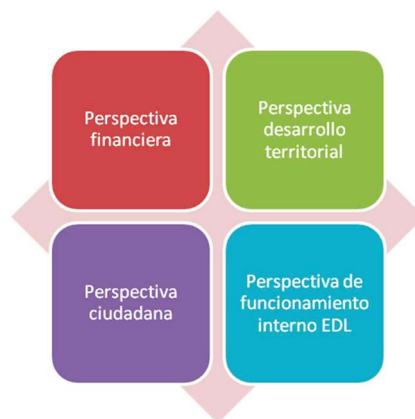 Perspectiva
financiera
Perspectiva
desarrollo
territorial
Perspectiva
ciudadana
Perspectiva de
funcionamiento
interno EDL